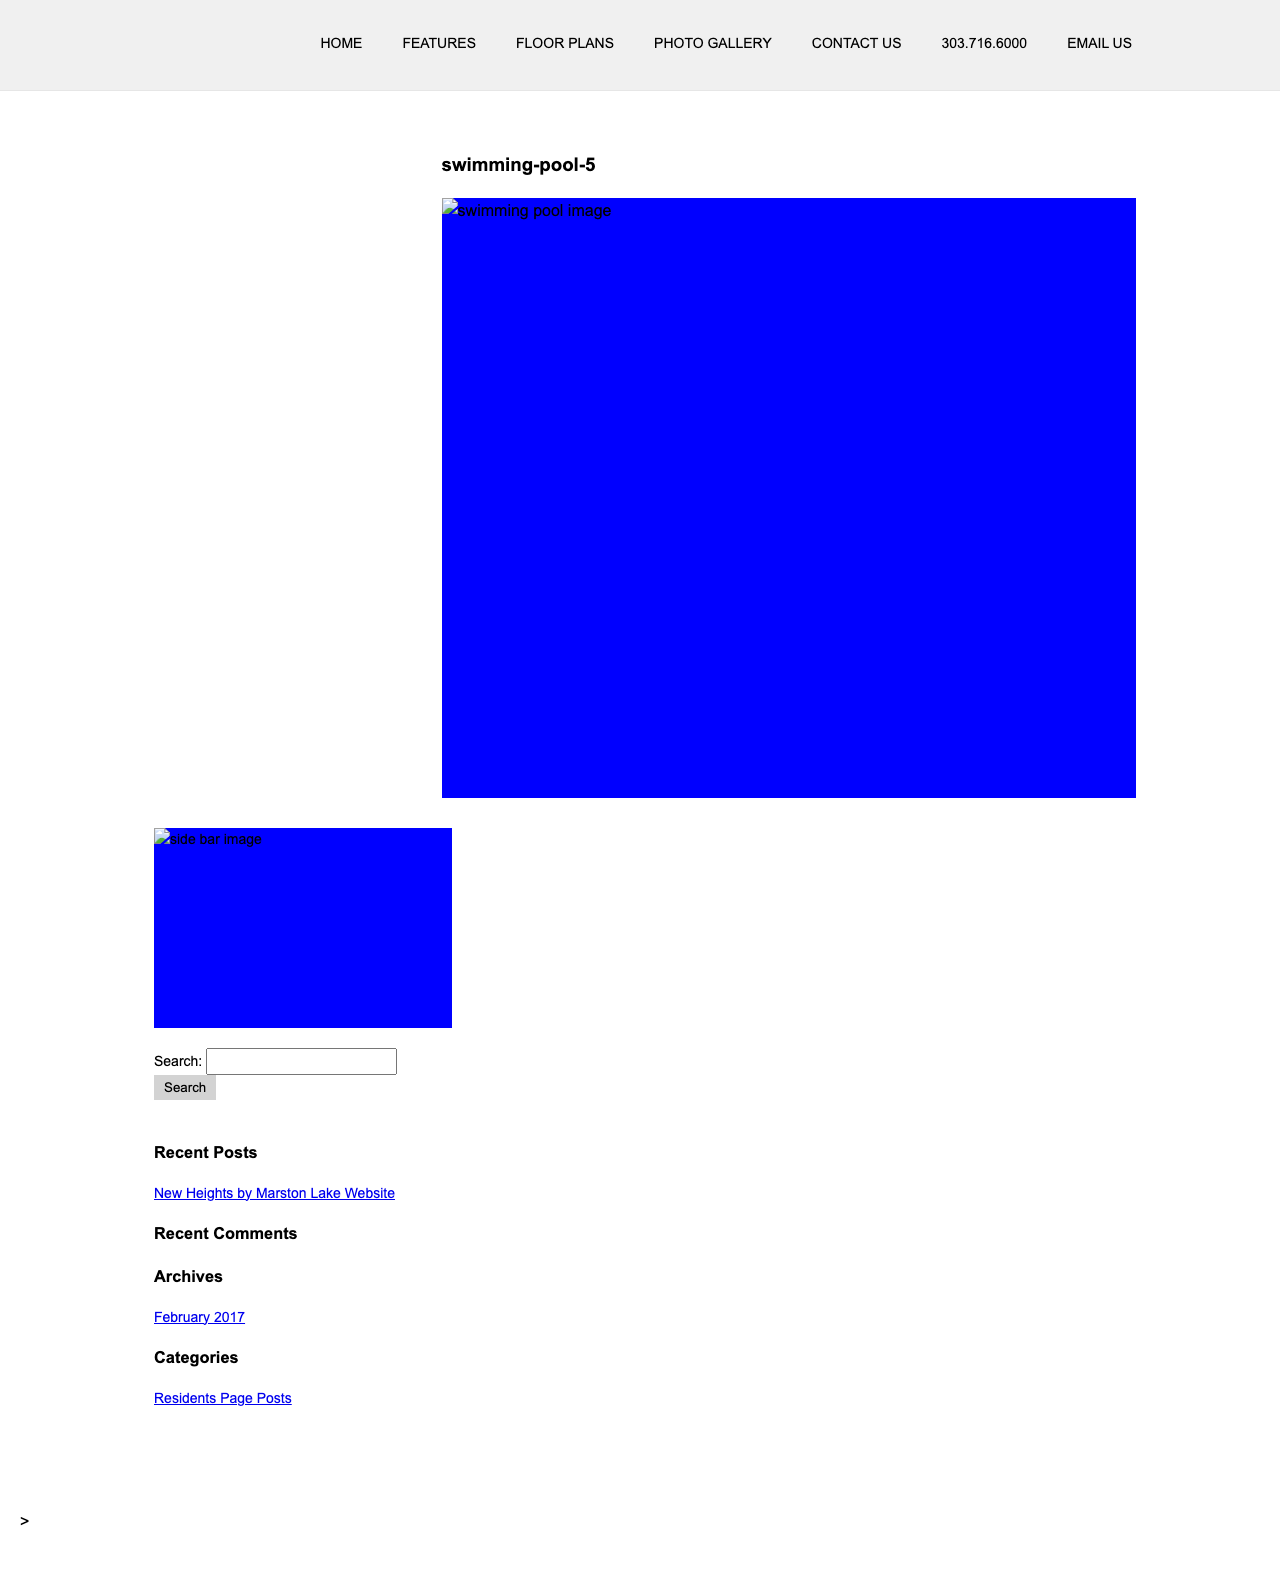 HOME FEATURES FLOOR PLANS PHOTO GALLERY CONTACT US 303.716.6000 EMAIL US
swimming-pool-5
swimming pool image
side bar image
Search:
Search
Recent Posts
New Heights by Marston Lake Website
Recent Comments
Archives
February 2017
Categories
Residents Page Posts
>